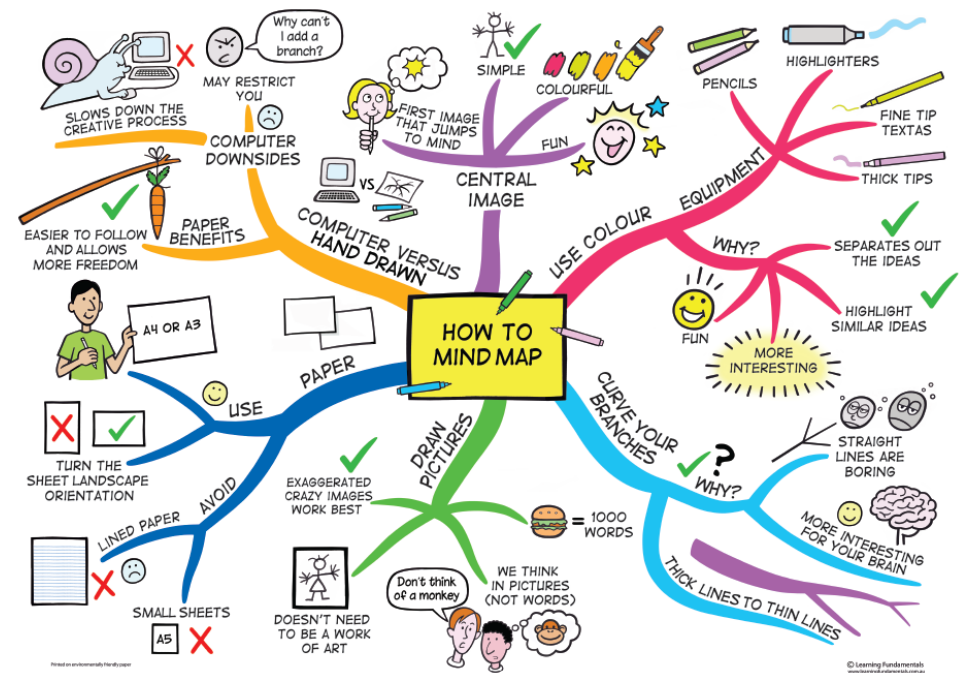 HOW TO
MIND MAP
CENTRAL
IMAGE
FIRST IMAGE
THAT JUMPS
TO MIND
SIMPLE
COLOURFUL
FUN
USE COLOUR
EQUIPMENT
PENCILS
HIGHLIGHTERS
FINE TIP
TEXTAS
THICK TIPS
WHY?
SEPARATES OUT
THE IDEAS
HIGHLIGHT
SIMILAR IDEAS
MORE
INTERESTING
FUN
CURVE YOUR
BRANCHES
?
WHY?
STRAIGHT
LINES ARE
BORING
MORE INTERESTING
FOR YOUR BRAIN
THICK LINES TO THIN LINES
DRAW
PICTURES
EXAGGERATED
CRAZY IMAGES
WORK BEST
= 1000
WORDS
WE THINK
IN PICTURES
(NOT WORDS)
Don't think
of a monkey
DOESN'T NEED
TO BE A WORK
OF ART
PAPER
USE
A4 OR A3
TURN THE
SHEET LANDSCAPE
ORIENTATION
AVOID
LINED PAPER
SMALL SHEETS
A5
COMPUTER VERSUS
HAND DRAWN
VS
COMPUTER
DOWNSIDES
MAY RESTRICT
YOU
Why can't
I add a
branch?
SLOWS DOWN THE
CREATIVE PROCESS
PAPER
BENEFITS
EASIER TO FOLLOW
AND ALLOWS
MORE FREEDOM
Printed on environmentally friendly paper
© Learning Fundamentals
www.learningfundamentals.com.au